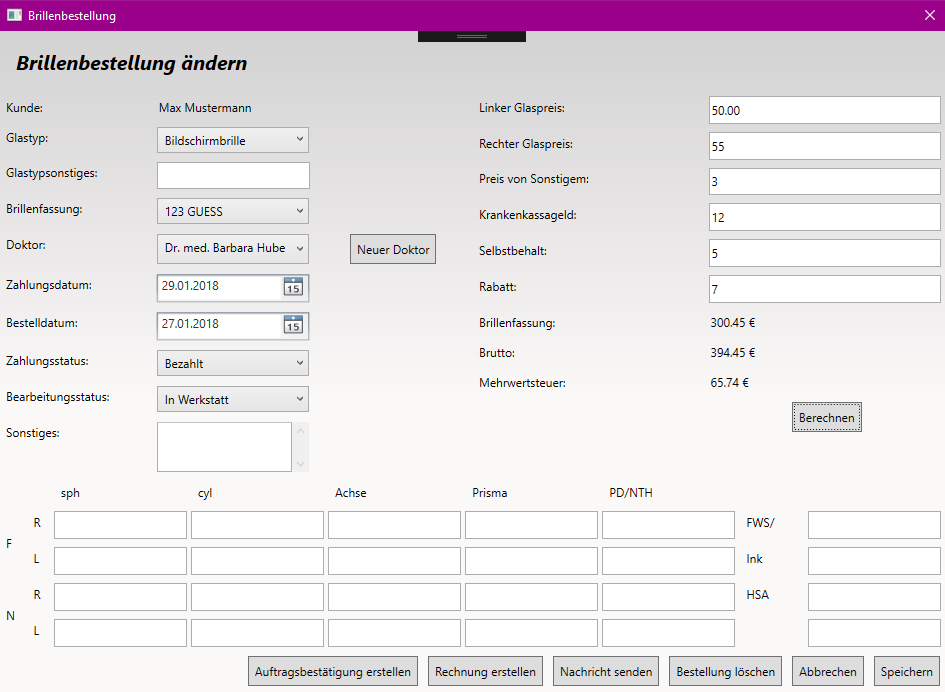 Brillenbestellung
Brillenbestellung ändern
Kunde: Max Mustermann
Glastyp: Bildschirmbrille
Glastypsonstiges:
Brillenfassung: 123 GUESS
Doktor: Dr. med. Barbara Hube Neuer Doktor
Zahlungsdatum: 29.01.2018 15
Bestelldatum: 27.01.2018 15
Zahlungsstatus: Bezahlt
Bearbeitungsstatus: In Werkstatt
Sonstiges:
Linker Glaspreis: 50.00
Rechter Glaspreis: 55
Preis von Sonstigem: 3
Krankenkassageld: 12
Selbstbehalt: 5
Rabatt: 7
Brillenfassung: 300.45 €
Brutto: 394.45 €
Mehrwertsteuer: 65.74 €
Berechnen
sph cyl Achse Prisma PD/NTH
R FWS/
F
L Ink
R HSA
N
L
Auftragsbestätigung erstellen Rechnung erstellen Nachricht senden Bestellung löschen Abbrechen Speichern